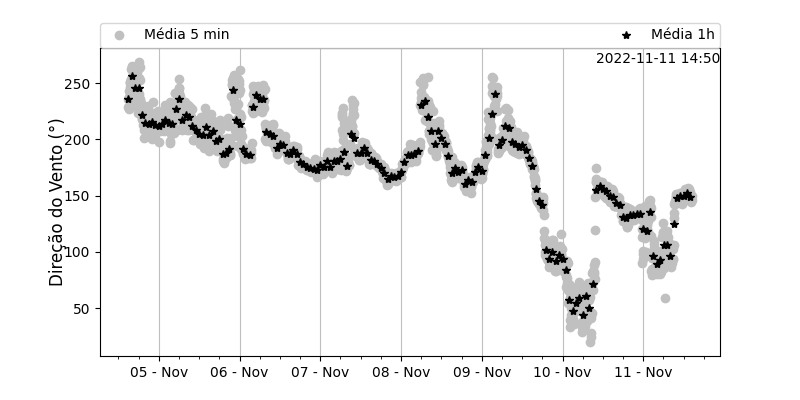 Média 5 min Média 1h
2022-11-11 14:50
Direção do Vento (°)
250
200
150
100
50
05 - Nov 06 - Nov 07 - Nov 08 - Nov 09 - Nov 10 - Nov 11 - Nov